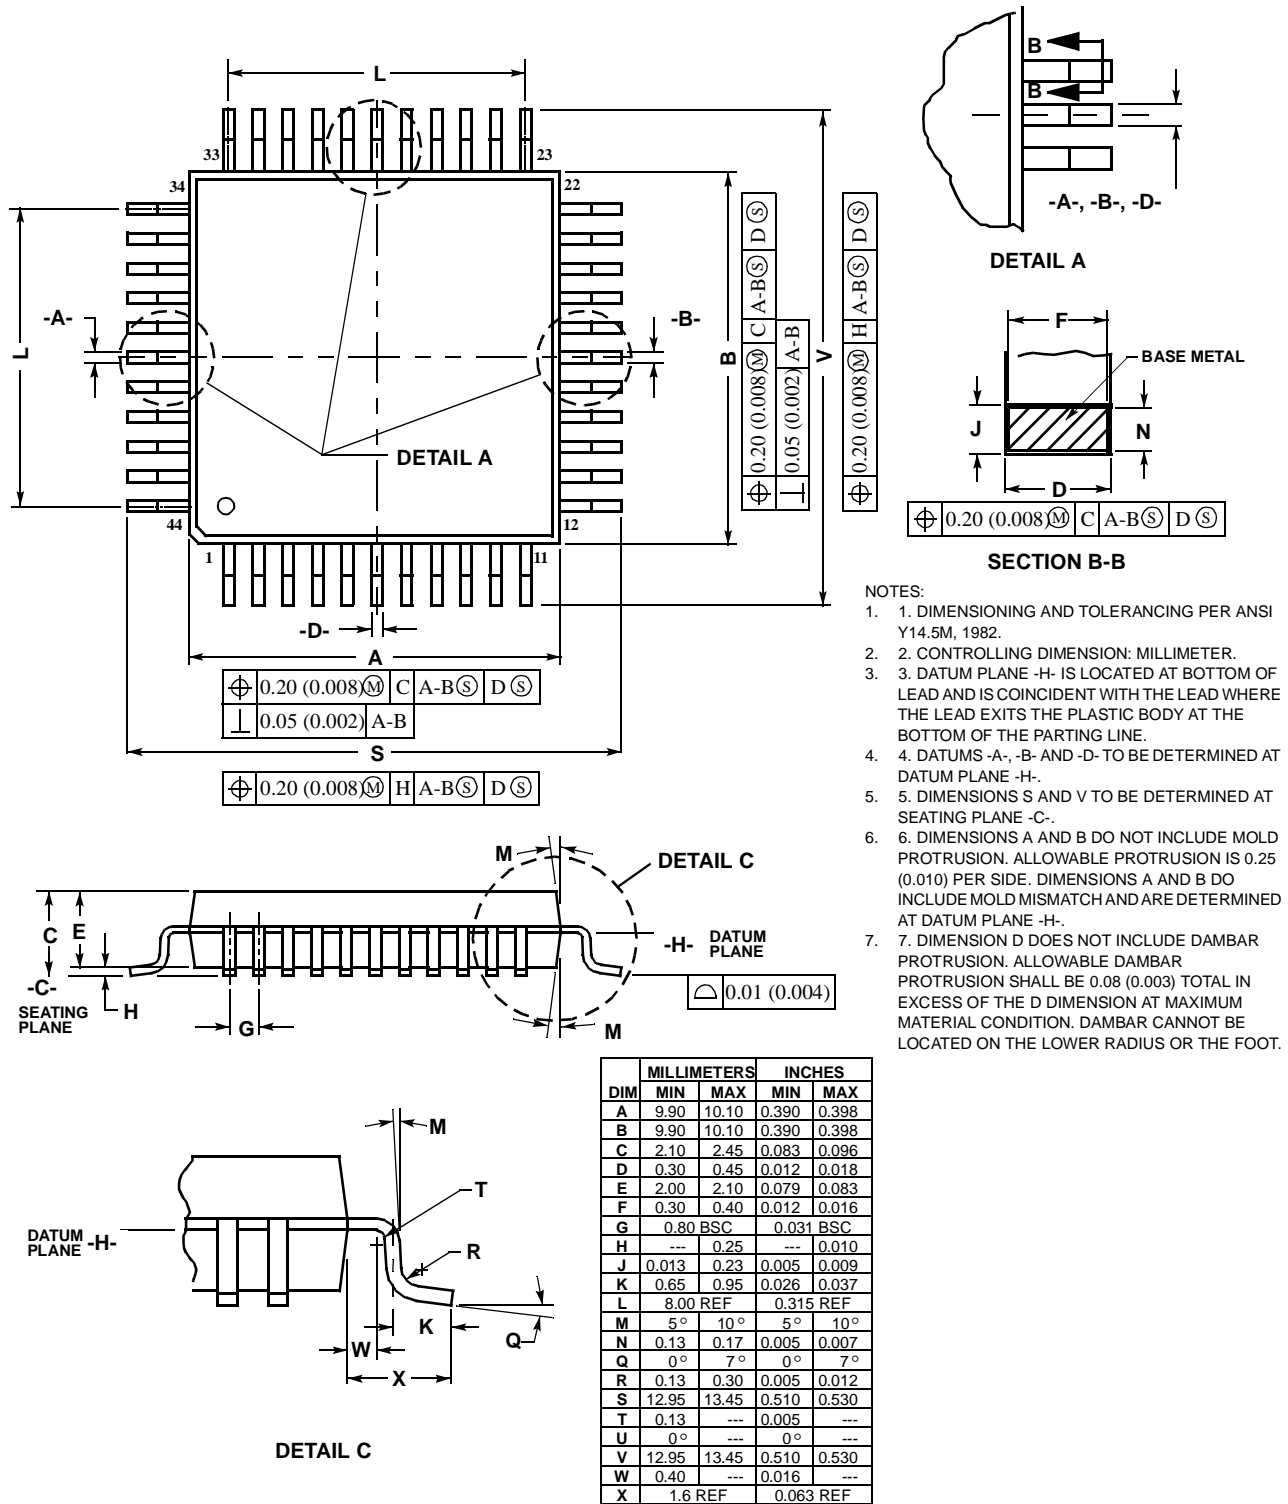 L
33
23
34
22
44
12
1
11
-A-
-B-
L
B
V
DETAIL A
-D-
A
0.20 (0.008) M C A-B S D S
0.05 (0.002) A-B
S
0.20 (0.008) M H A-B S D S
0.20 (0.008) M C A-B S D S
0.05 (0.002) A-B
0.20 (0.008) M H A-B S D S
B
B
-A-, -B-, -D-
DETAIL A
F
BASE METAL
J
N
D
0.20 (0.008) M C A-B S D S
SECTION B-B
NOTES:
1. 1. DIMENSIONING AND TOLERANCING PER ANSI
Y14.5M, 1982.
2. 2. CONTROLLING DIMENSION: MILLIMETER.
3. 3. DATUM PLANE -H- IS LOCATED AT BOTTOM OF
LEAD AND IS COINCIDENT WITH THE LEAD WHERE
THE LEAD EXITS THE PLASTIC BODY AT THE
BOTTOM OF THE PARTING LINE.
4. 4. DATUMS -A-, -B- AND -D- TO BE DETERMINED AT
DATUM PLANE -H-.
5. 5. DIMENSIONS S AND V TO BE DETERMINED AT
SEATING PLANE -C-.
6. 6. DIMENSIONS A AND B DO NOT INCLUDE MOLD
PROTRUSION. ALLOWABLE PROTRUSION IS 0.25
(0.010) PER SIDE. DIMENSIONS A AND B DO
INCLUDE MOLD MISMATCH AND ARE DETERMINED
AT DATUM PLANE -H-.
7. 7. DIMENSION D DOES NOT INCLUDE DAMBAR
PROTRUSION. ALLOWABLE DAMBAR
PROTRUSION SHALL BE 0.08 (0.003) TOTAL IN
EXCESS OF THE D DIMENSION AT MAXIMUM
MATERIAL CONDITION. DAMBAR CANNOT BE
LOCATED ON THE LOWER RADIUS OR THE FOOT.
M
DETAIL C
C
E
-H- DATUM
PLANE
-C-
SEATING
PLANE
H
G
M
0.01 (0.004)
M
T
DATUM
PLANE -H-
R
K
Q
W
X
DETAIL C
MILLIMETERS INCHES
DIM MIN MAX MIN MAX
A 9.90 10.10 0.390 0.398
B 9.90 10.10 0.390 0.398
C 2.10 2.45 0.083 0.096
D 0.30 0.45 0.012 0.018
E 2.00 2.10 0.079 0.083
F 0.30 0.40 0.012 0.016
G 0.80 BSC 0.031 BSC
H --- 0.25 --- 0.010
J 0.013 0.23 0.005 0.009
K 0.65 0.95 0.026 0.037
L 8.00 REF 0.315 REF
M 5° 10° 5° 10°
N 0.13 0.17 0.005 0.007
Q 0° 7° 0° 7°
R 0.13 0.30 0.005 0.012
S 12.95 13.45 0.510 0.530
T 0.13 --- 0.005 ---
U 0° --- 0° ---
V 12.95 13.45 0.510 0.530
W 0.40 --- 0.016 ---
X 1.6 REF 0.063 REF